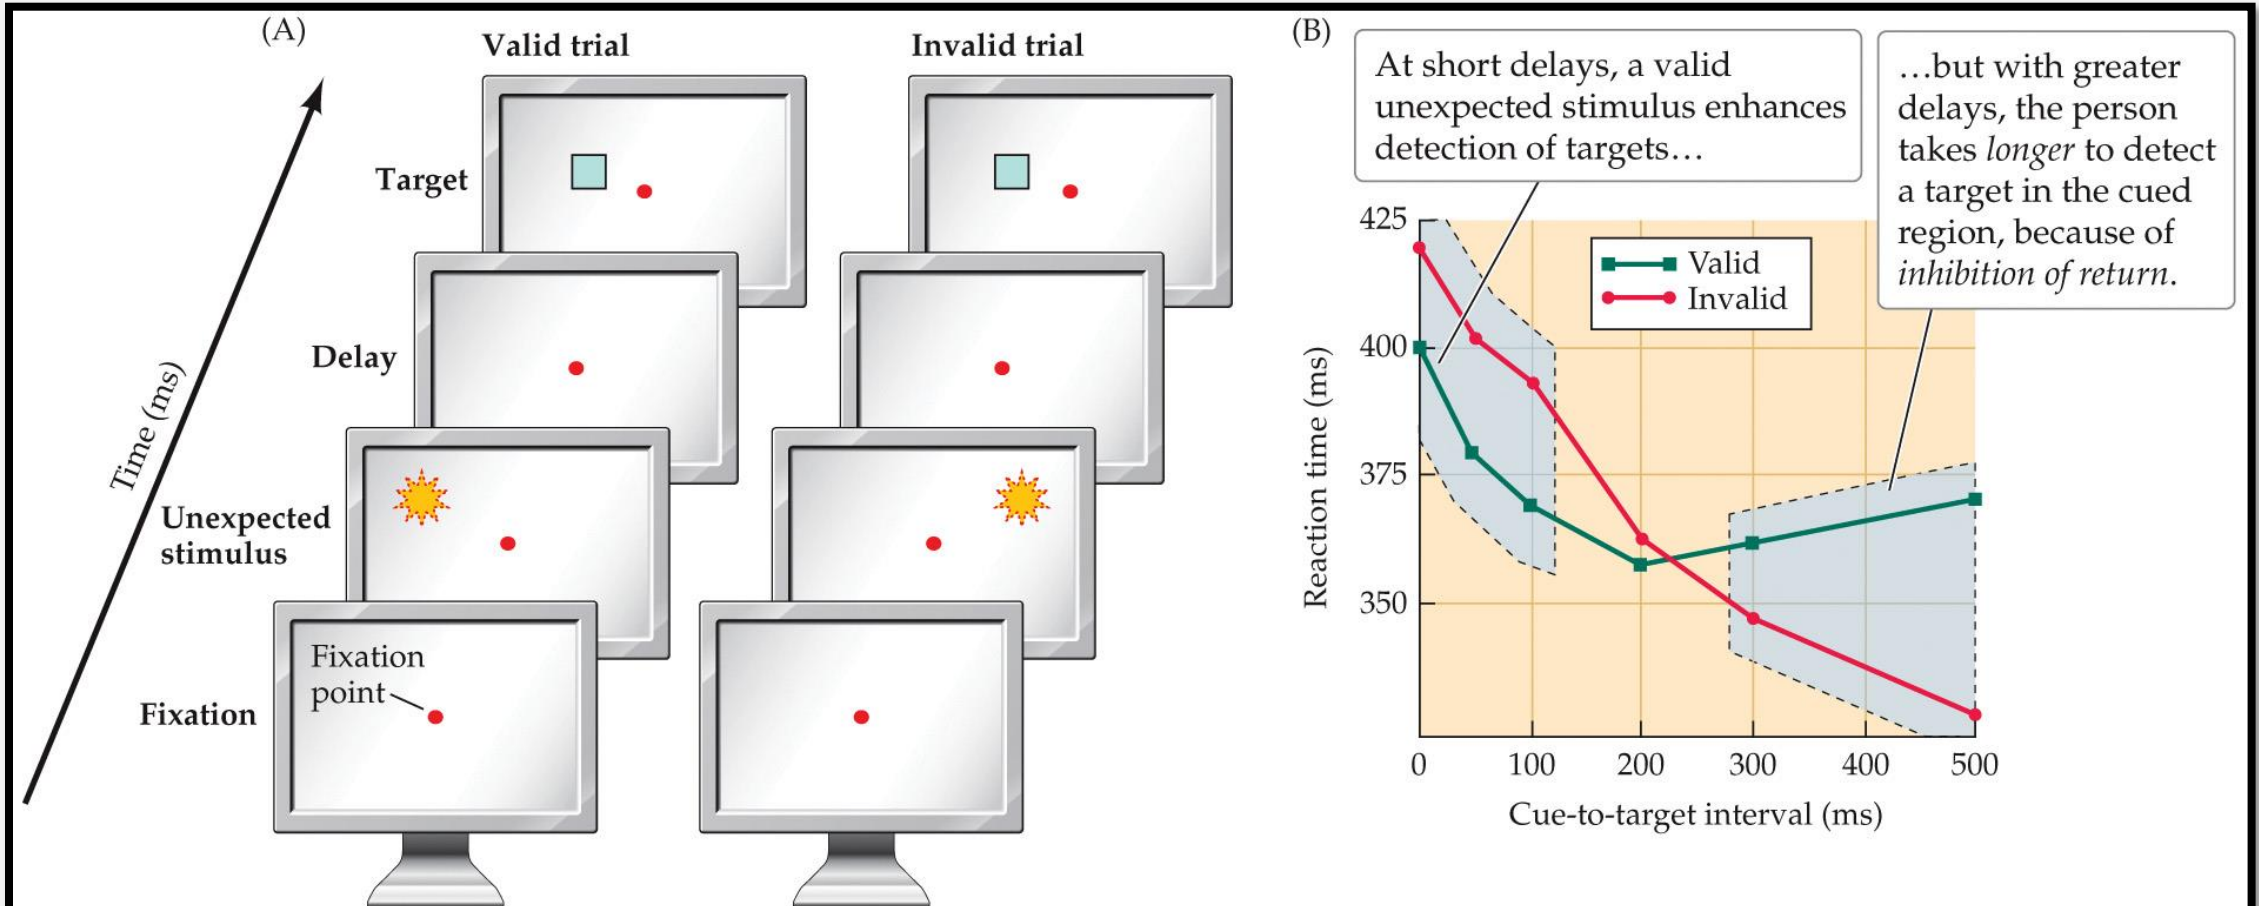 (A)
Valid trial
Invalid trial
Target
Delay
Time (ms)
Unexpected
stimulus
Fixation
point
Fixation
(B)
At short delays, a valid
unexpected stimulus enhances
detection of targets…
…but with greater
delays, the person
takes longer to detect
a target in the cued
region, because of
inhibition of return.
Valid
Invalid
Reaction time (ms)
425
400
375
350
0 100 200 300 400 500
Cue-to-target interval (ms)